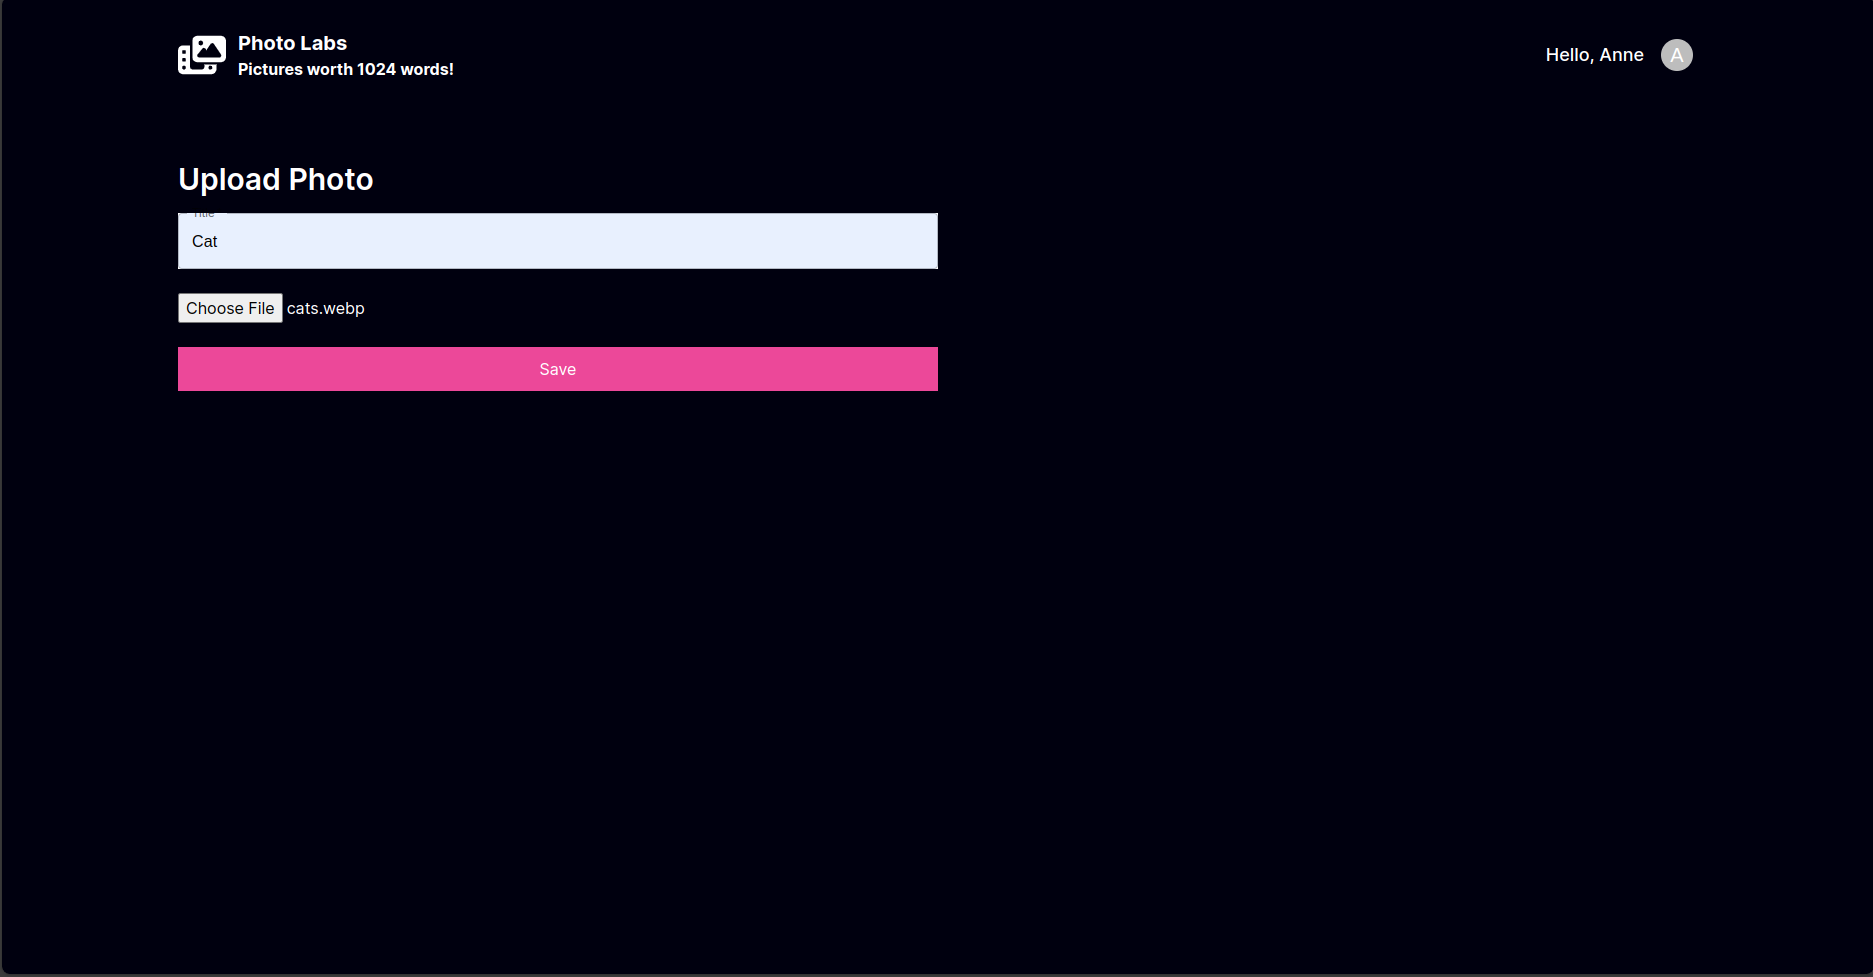 Photo Labs
Pictures worth 1024 words!
Hello, Anne
A
Upload Photo
Title
Cat
Choose File cats.webp
Save